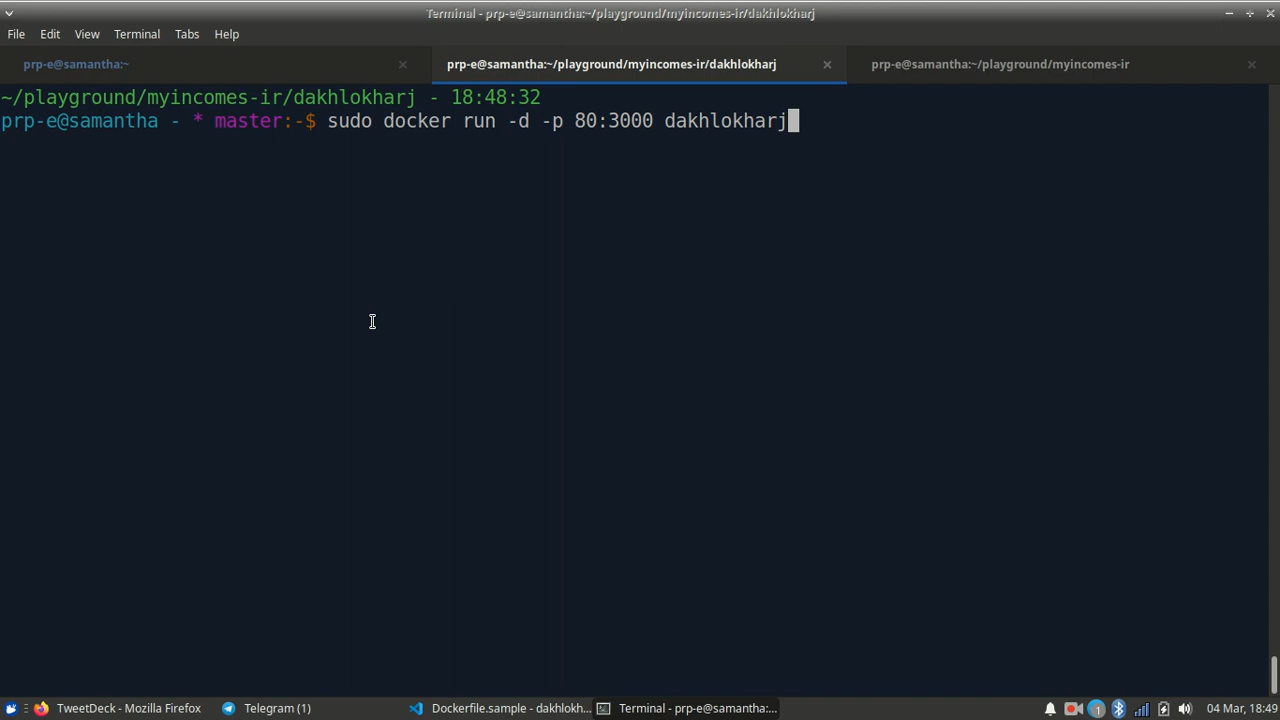 Terminal - prp-e@samantha:~/playground/myincomes-ir/dakhlokharj
File Edit View Terminal Tabs Help
prp-e@samantha:~ prp-e@samantha:~/playground/myincomes-ir/dakhlokharj prp-e@samantha:~/playground/myincomes-ir
~/playground/myincomes-ir/dakhlokharj - 18:48:32
prp-e@samantha - * master:-$ sudo docker run -d -p 80:3000 dakhlokharj
TweetDeck - Mozilla Firefox Telegram (1) Dockerfile.sample - dakhlokh... Terminal - prp-e@samantha:... 1 04 Mar, 18:49